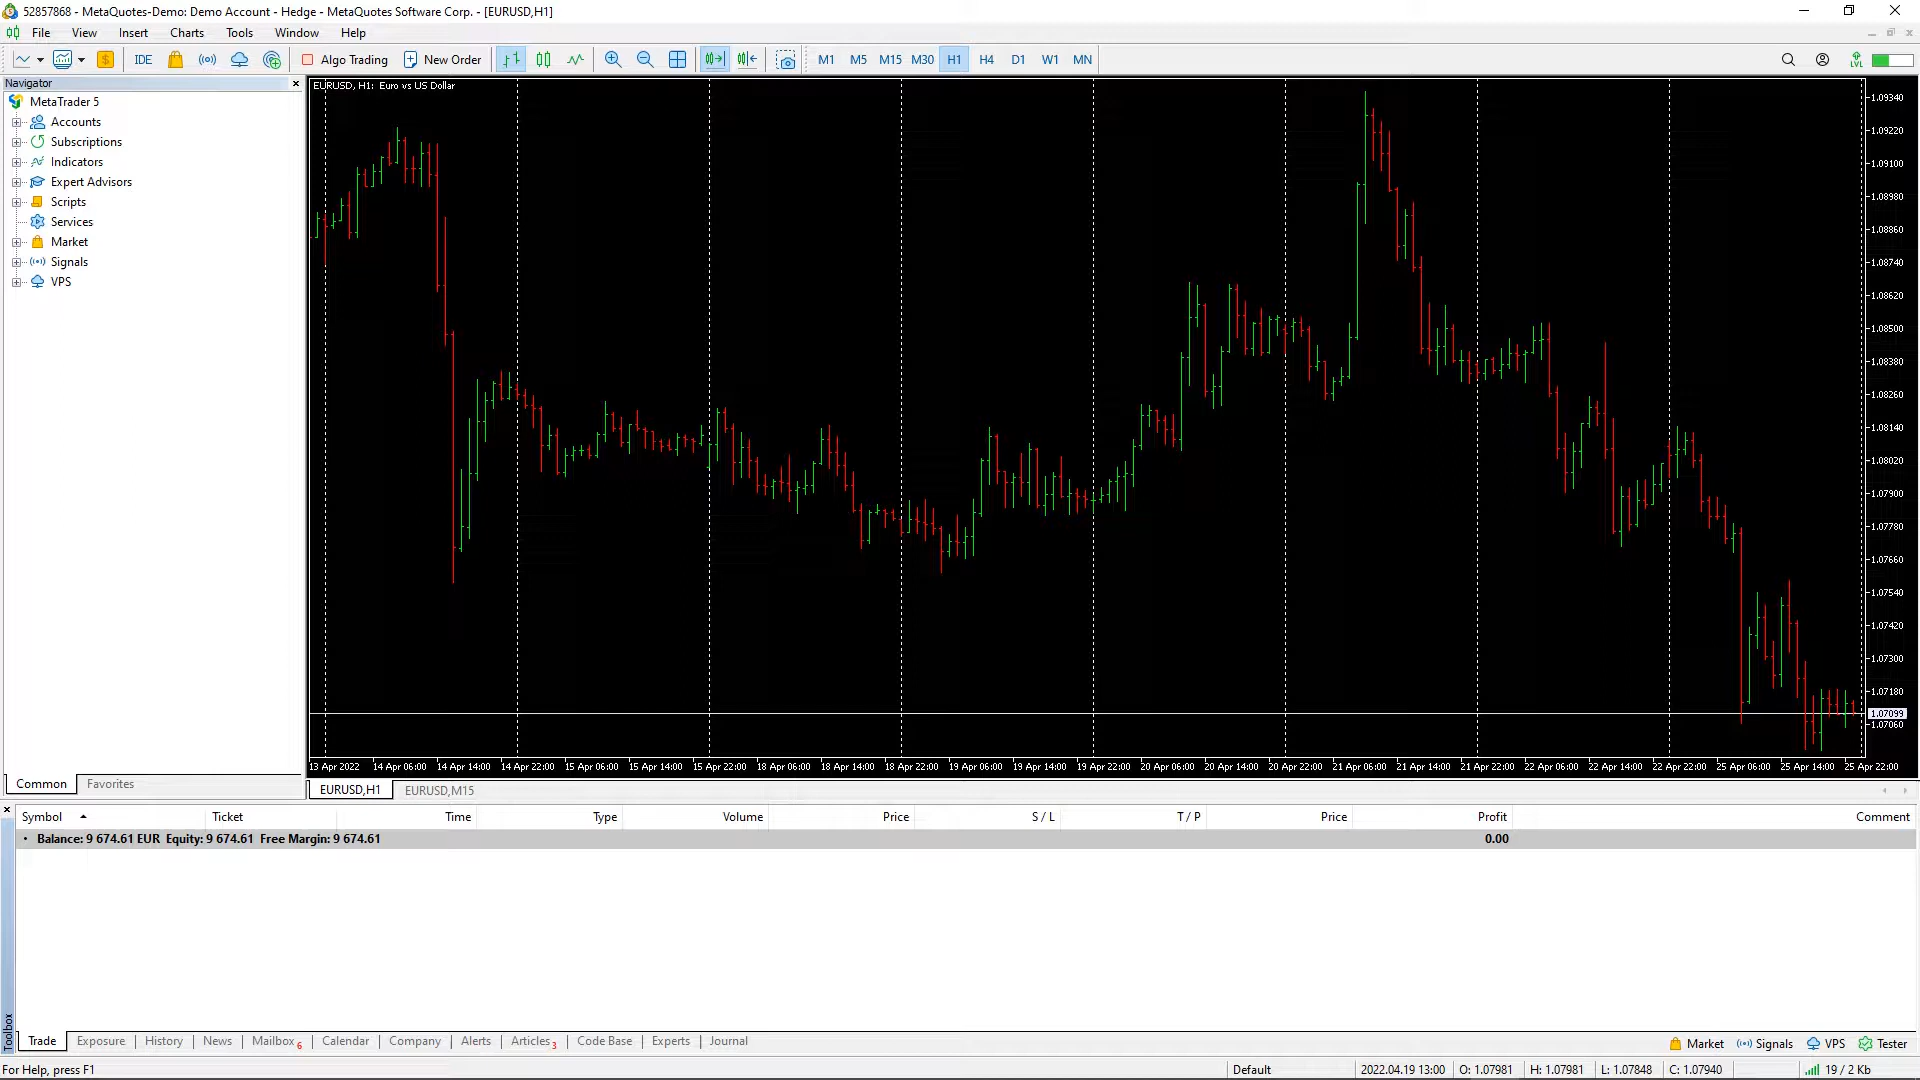 52857868 - MetaQuotes-Demo: Demo Account - Hedge - MetaQuotes Software Corp. - [EURUSD,H1]
File View Insert Charts Tools Window Help
IDE Algo Trading New Order M1 M5 M15 M30 H1 H4 D1 W1 MN LVL
Navigator
MetaTrader 5
Accounts
Subscriptions
Indicators
Expert Advisors
Scripts
Services
Market
Signals
VPS
Common Favorites
EURUSD, H1: Euro vs US Dollar
1.09340
1.09220
1.09100
1.08980
1.08860
1.08740
1.08620
1.08500
1.08380
1.08260
1.08140
1.08020
1.07900
1.07780
1.07660
1.07540
1.07420
1.07300
1.07180
1.07099
1.07060
13 Apr 2022 14 Apr 06:00 14 Apr 14:00 14 Apr 22:00 15 Apr 06:00 15 Apr 14:00 15 Apr 22:00 18 Apr 06:00 18 Apr 14:00 18 Apr 22:00 19 Apr 06:00 19 Apr 14:00 19 Apr 22:00 20 Apr 06:00 20 Apr 14:00 20 Apr 22:00 21 Apr 06:00 21 Apr 14:00 21 Apr 22:00 22 Apr 06:00 22 Apr 14:00 22 Apr 22:00 25 Apr 06:00 25 Apr 14:00 25 Apr 22:00
EURUSD,H1 EURUSD,M15
Symbol Ticket Time Type Volume Price S / L T / P Price Profit Comment
Balance: 9 674.61 EUR Equity: 9 674.61 Free Margin: 9 674.61 0.00
Toolbox
Trade Exposure History News Mailbox 6 Calendar Company Alerts Articles 3 Code Base Experts Journal
Market Signals VPS Tester
For Help, press F1 Default 2022.04.19 13:00 O: 1.07981 H: 1.07981 L: 1.07848 C: 1.07940 19 / 2 Kb